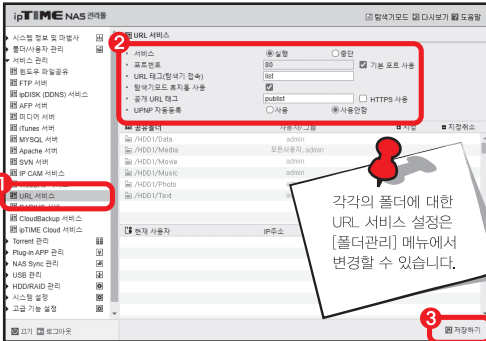 ipTIME NAS 관리툴
탐색기모드 다시보기 도움말
시스템 정보 및 마법사
폴더/사용자 관리
서비스 관리
윈도우 파일공유
FTP 서버
ipDISK (DDNS) 서비스
AFP 서버
미디어 서버
iTunes 서버
MYSQL 서버
Apache 서버
SVN 서버
IP CAM 서비스
1
URL 서비스
CloudBackup 서비스
ipTIME Cloud 서비스
Torrent 관리
Plug-in APP 관리
NAS Sync 관리
USB 관리
HDD/RAID 관리
시스템 설정
고급 기능 설정
끄기 로그아웃
2
URL 서비스
서비스 실행 중단
포트번호 80 기본 포트 사용
URL 태그(탐색기 접속) list
탐색기모드 휴지통 사용
공개 URL 태그 publist HTTPS 사용
UPNP 자동등록 사용 사용안함
공유폴더 사용자/그룹 지정 지정취소
/HDD1/Data admin
/HDD1/Media 모든사용자, admin
/HDD1/Movie admin
/HDD1/Music admin
/HDD1/Photo admin
/HDD1/Text
현재 사용자 IP주소
각각의 폴더에 대한
URL 서비스 설정은
[폴더관리] 메뉴에서
변경할 수 있습니다.
3
저장하기